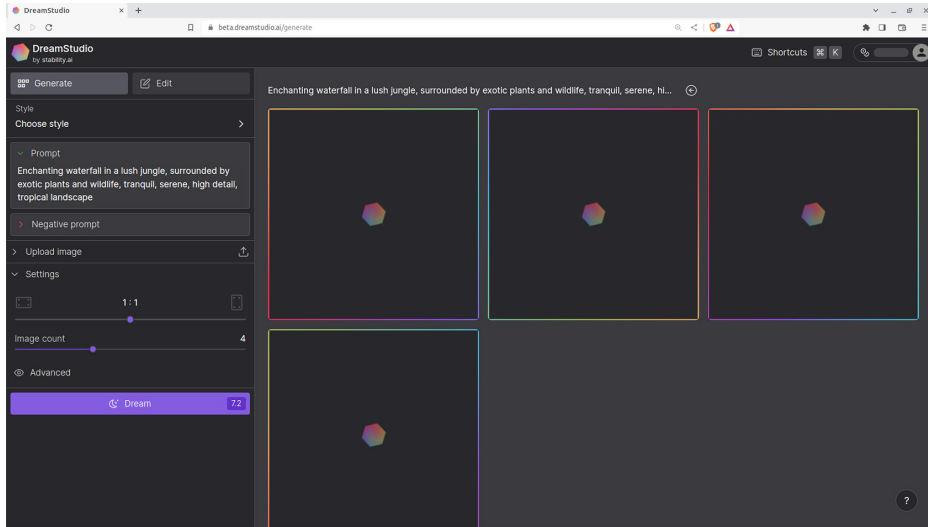 DreamStudio
beta.dreamstudio.ai/generate
DreamStudio
by stability.ai
Shortcuts ⌘ K
Generate
Edit
Style
Choose style
Prompt
Enchanting waterfall in a lush jungle, surrounded by
exotic plants and wildlife, tranquil, serene, high detail,
tropical landscape
Negative prompt
Upload image
Settings
1 : 1
Image count 4
Advanced
Dream 7.2
Enchanting waterfall in a lush jungle, surrounded by exotic plants and wildlife, tranquil, serene, hi...
?